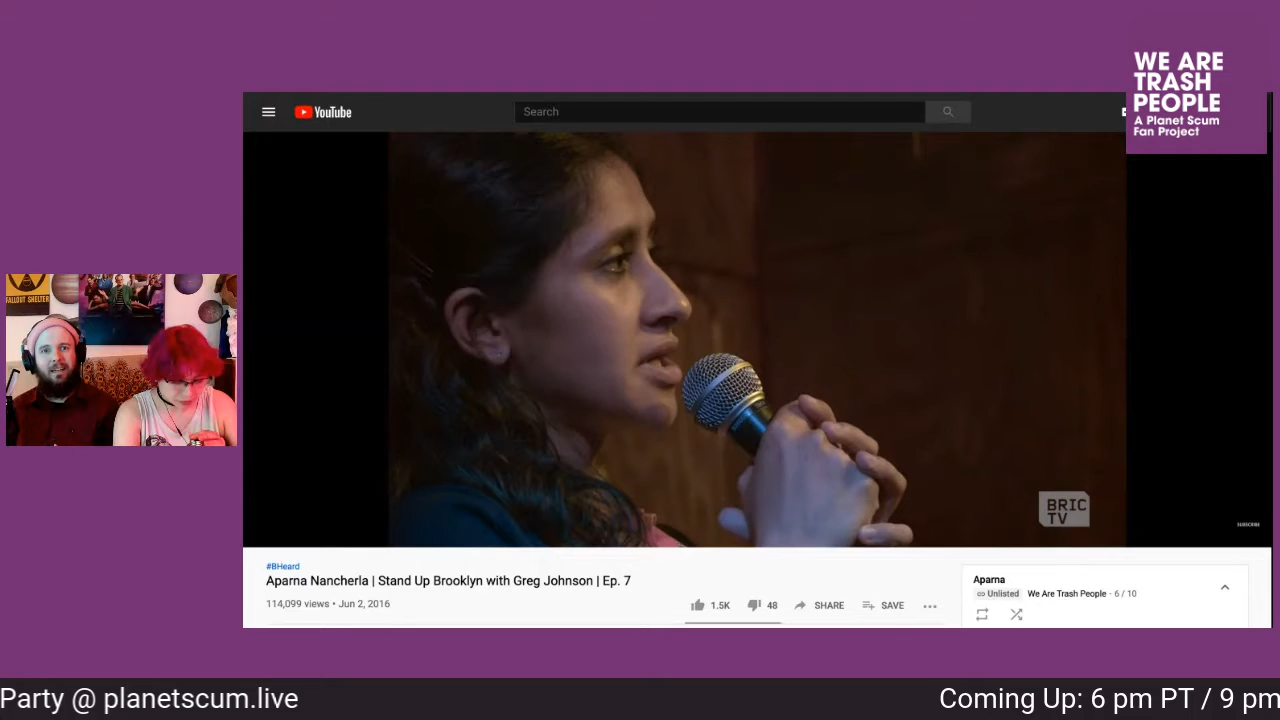 WE ARE
TRASH
PEOPLE
A Planet Scum
Fan Project
YouTube
Search
FALLOUT SHELTER
BRIC
TV
SUBSCRIBE
#BHeard
Aparna Nancherla | Stand Up Brooklyn with Greg Johnson | Ep. 7
114,099 views • Jun 2, 2016
1.5K
48
SHARE
SAVE
Aparna
Unlisted
We Are Trash People - 6 / 10
Party @ planetscum.live
Coming Up: 6 pm PT / 9 pm